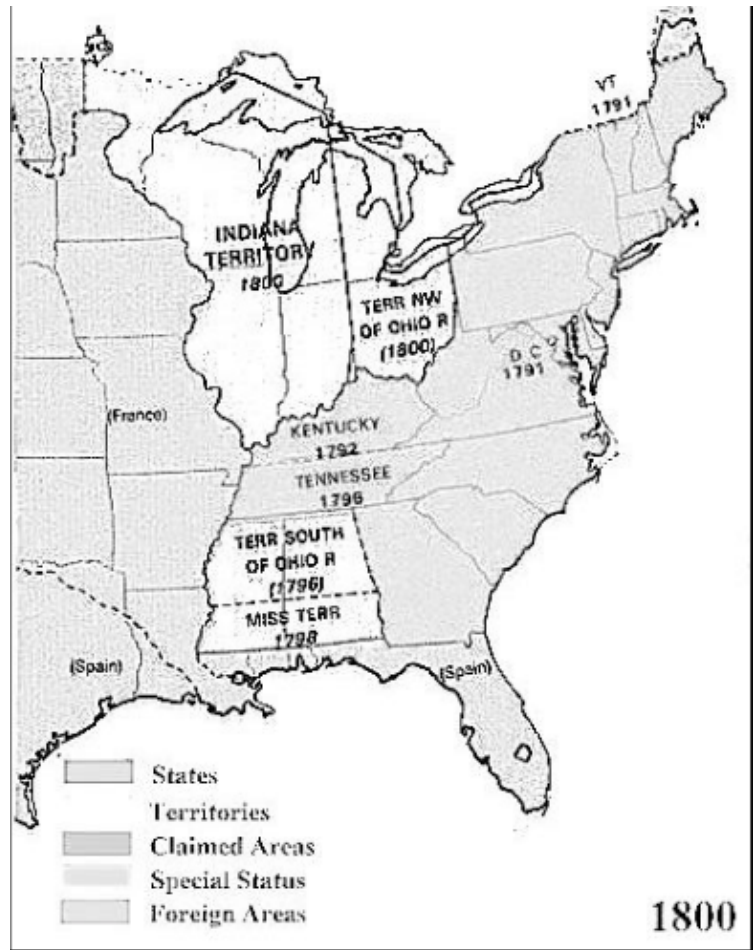 VT
1791
INDIANA
TERRITORY
1800
TERR NW
OF OHIO R
(1800)
D C
1791
(France)
KENTUCKY
1792
TENNESSEE
1796
TERR SOUTH
OF OHIO R
(1796)
MISS TERR
1798
(Spain)
(Spain)
States
Territories
Claimed Areas
Special Status
Foreign Areas
1800